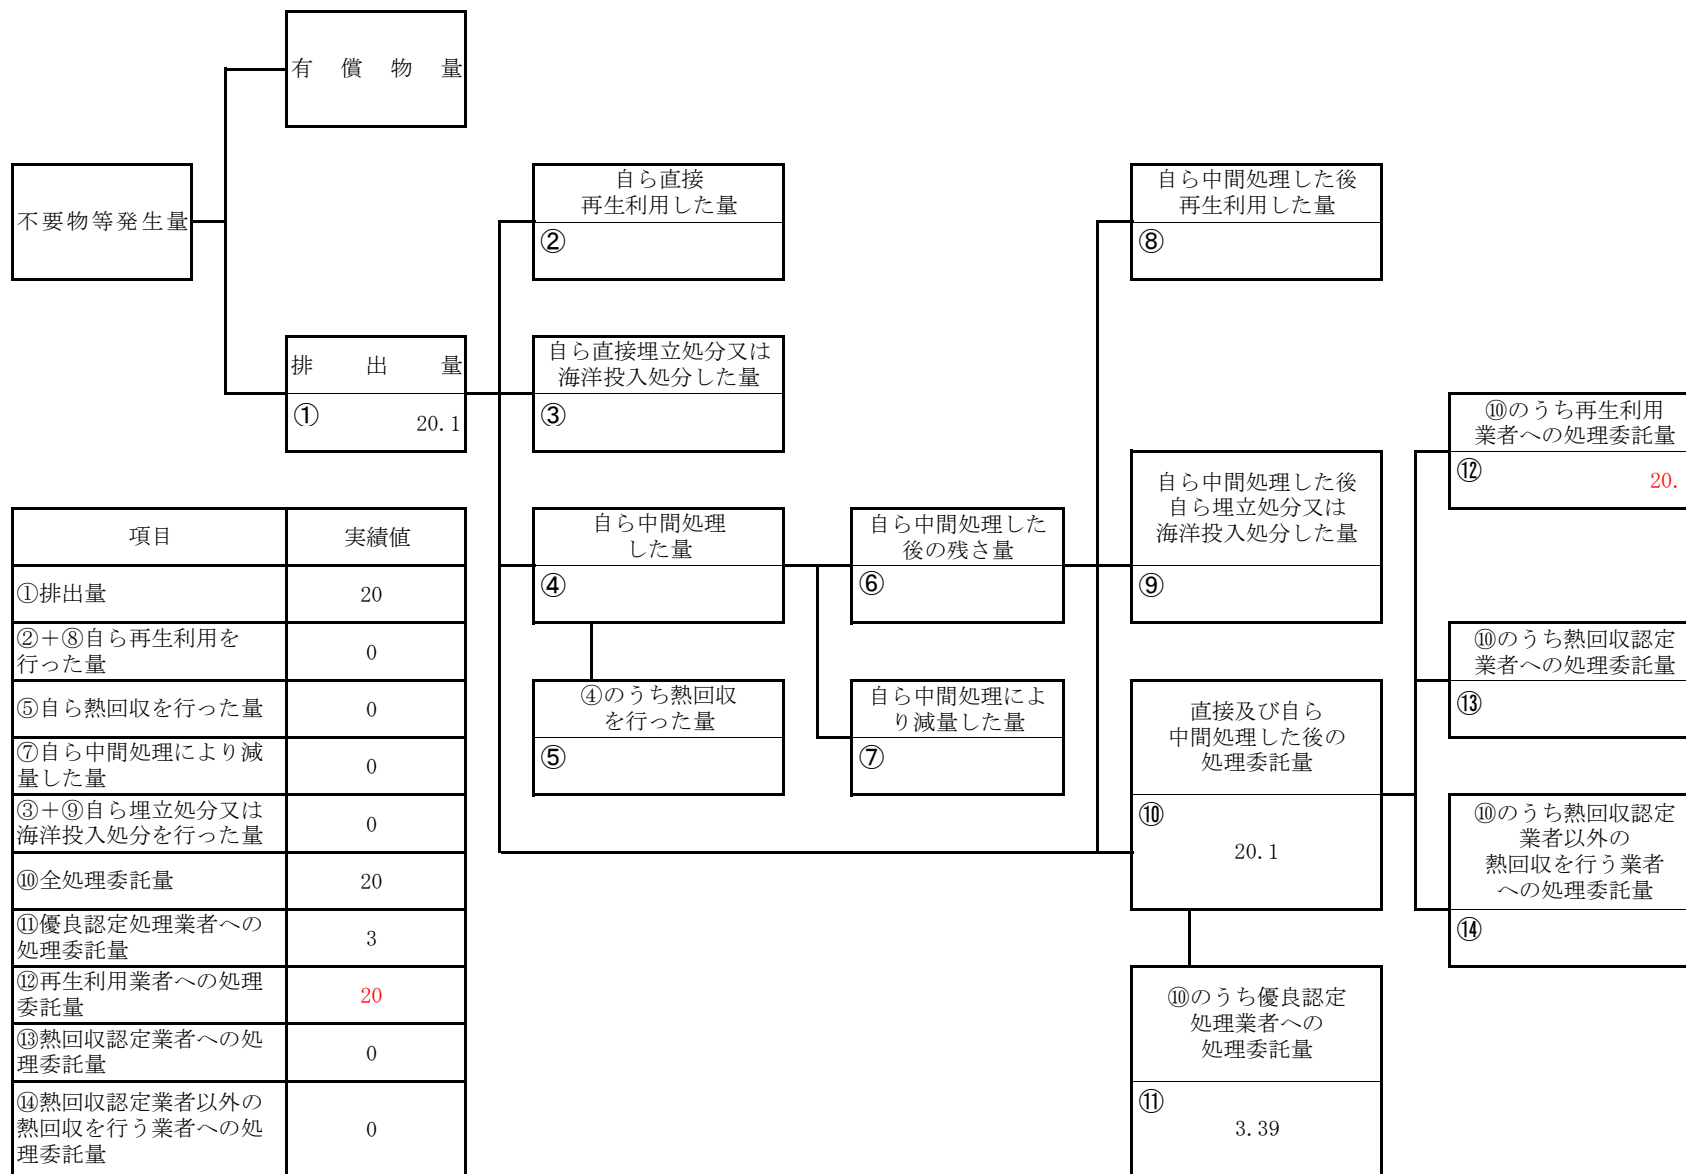 有償物量
不要物等発生量
排出量
①
20.1
自ら直接
再生利用した量
②
自ら直接埋立処分又は
海洋投入処分した量
③
自ら中間処理
した量
④
④のうち熱回収
を行った量
⑤
自ら中間処理した
後の残さ量
⑥
自ら中間処理によ
り減量した量
⑦
自ら中間処理した後
再生利用した量
⑧
自ら中間処理した後
自ら埋立処分又は
海洋投入処分した量
⑨
直接及び自ら
中間処理した後の
処理委託量
⑩
20.1
⑩のうち優良認定
処理業者への
処理委託量
⑪
3.39
⑩のうち再生利用
業者への処理委託量
⑫
20.
⑩のうち熱回収認定
業者への処理委託量
⑬
⑩のうち熱回収認定
業者以外の
熱回収を行う業者
への処理委託量
⑭
項目 実績値
①排出量 20
②＋⑧自ら再生利用を
行った量
0
⑤自ら熱回収を行った量 0
⑦自ら中間処理により減
量した量
0
③＋⑨自ら埋立処分又は
海洋投入処分を行った量
0
⑩全処理委託量 20
⑪優良認定処理業者への
処理委託量
3
⑫再生利用業者への処理
委託量
20
⑬熱回収認定業者への処
理委託量
0
⑭熱回収認定業者以外の
熱回収を行う業者への処
理委託量
0